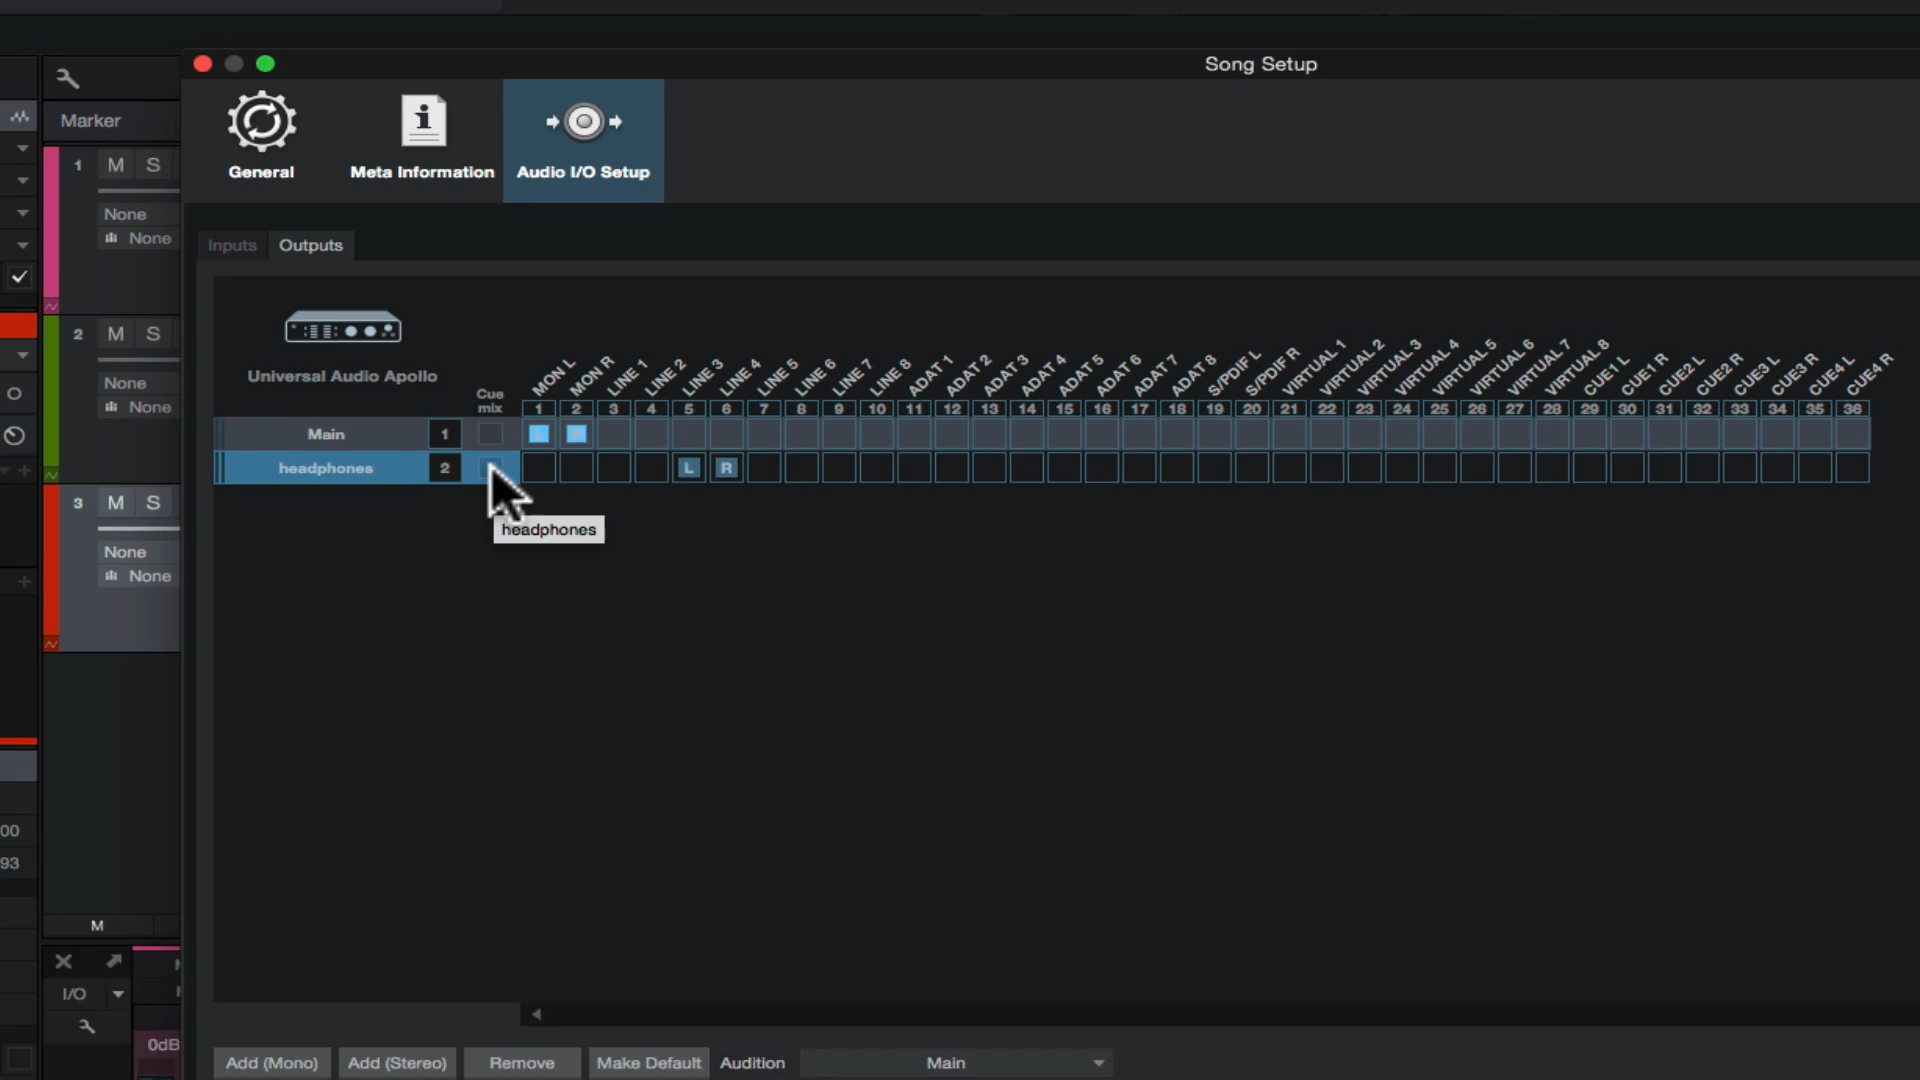 Song Setup
General
Meta Information
Audio I/O Setup
Marker
1 M S
None
None
2 M S
None
None
3 M S
None
None
Inputs
Outputs
Universal Audio Apollo
Cue
mix
MON L
MON R
LINE 1
LINE 2
LINE 3
LINE 4
LINE 5
LINE 6
LINE 7
LINE 8
ADAT 1
ADAT 2
ADAT 3
ADAT 4
ADAT 5
ADAT 6
ADAT 7
ADAT 8
S/PDIF L
S/PDIF R
VIRTUAL 1
VIRTUAL 2
VIRTUAL 3
VIRTUAL 4
VIRTUAL 5
VIRTUAL 6
VIRTUAL 7
VIRTUAL 8
CUE1 L
CUE1 R
CUE2 L
CUE2 R
CUE3 L
CUE3 R
CUE4 L
CUE4 R
1 2 3 4 5 6 7 8 9 10 11 12 13 14 15 16 17 18 19 20 21 22 23 24 25 26 27 28 29 30 31 32 33 34 35 36
Main 1
headphones 2 L R
headphones
00
93
M
I/O
0dB
Add (Mono)
Add (Stereo)
Remove
Make Default
Audition
Main